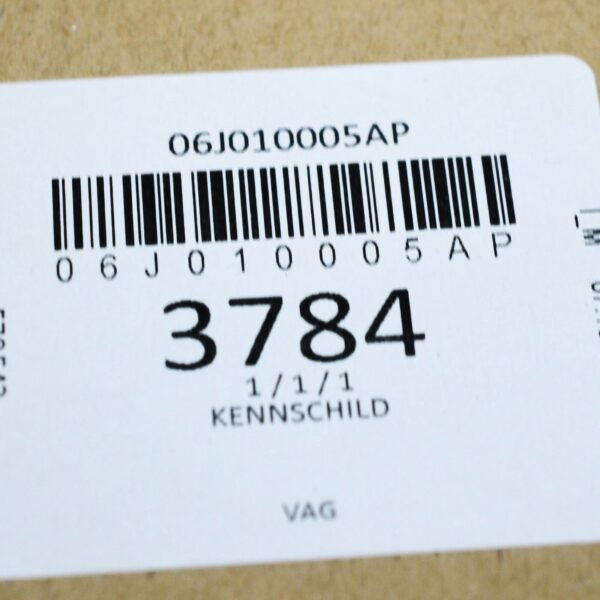 06J010005AP
06J010005AP
3784
1/1/1
KENNSCHILD
VAG